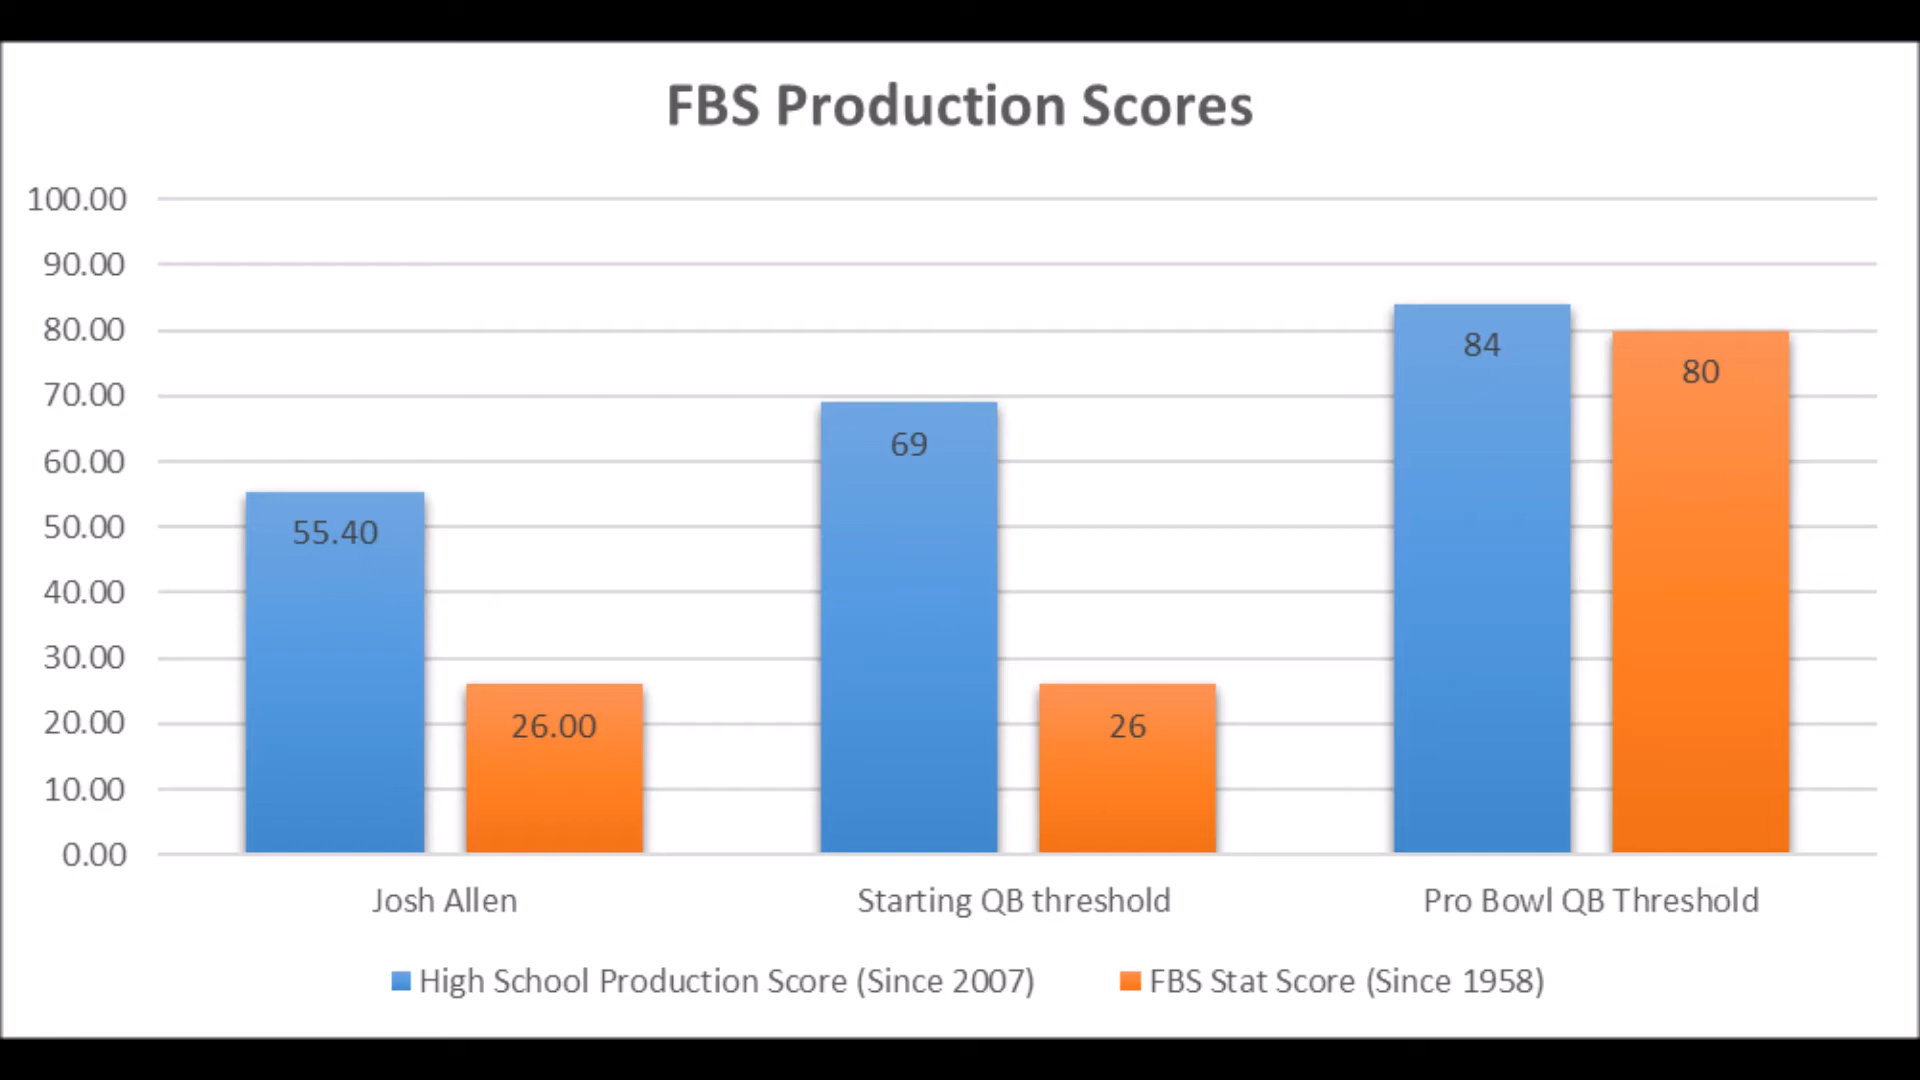 FBS Production Scores
100.00
90.00
80.00
70.00
60.00
50.00
40.00
30.00
20.00
10.00
0.00
55.40
26.00
69
26
84
80
Josh Allen
Starting QB threshold
Pro Bowl QB Threshold
High School Production Score (Since 2007)
FBS Stat Score (Since 1958)